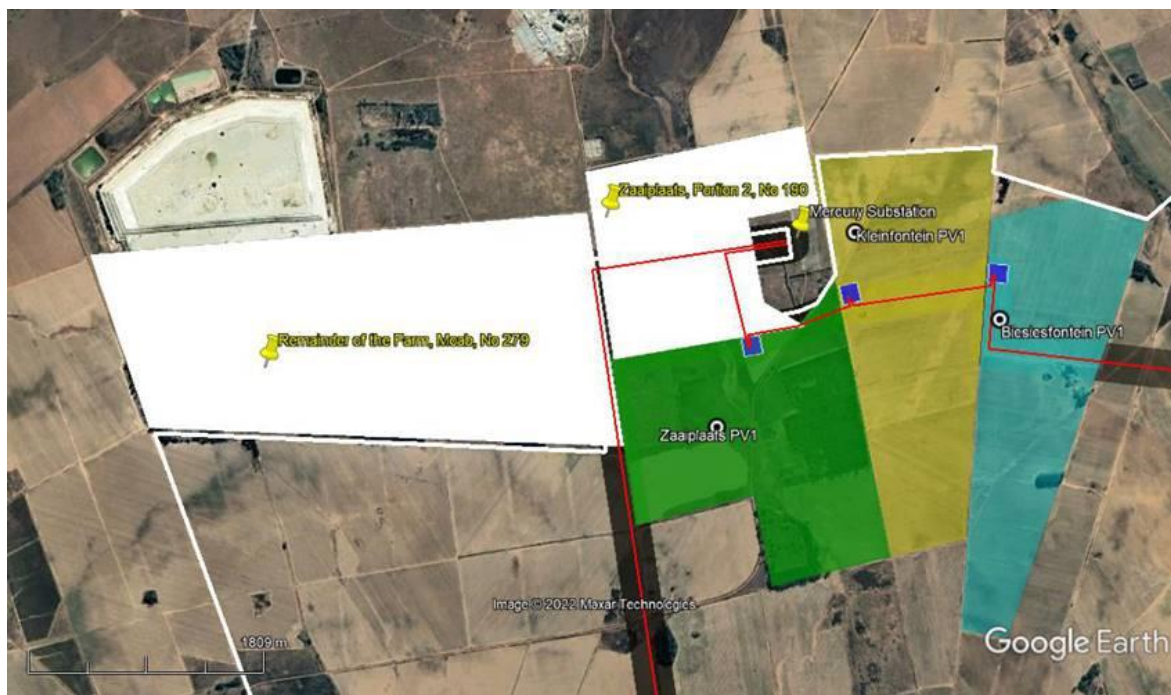 Zaaiplaats, Portion 2, No 190
Mercury Substation
Kleinfontein PV1
Biesiesfontein PV1
Remainder of the Farm, Moab, No 279
Zaaiplaats PV1
Image © 2022 Maxar Technologies
1809 m
Google Earth